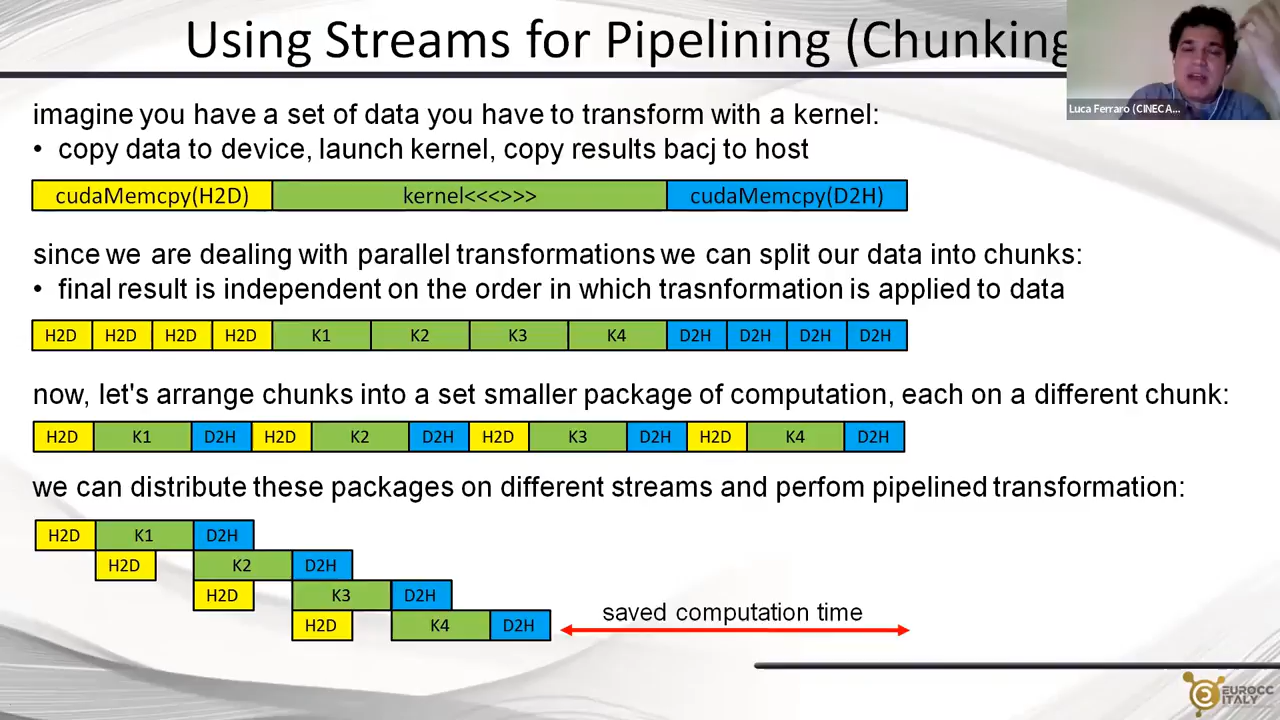 Using Streams for Pipelining (Chunking
Luca Ferraro (CINECA...
imagine you have a set of data you have to transform with a kernel:
• copy data to device, launch kernel, copy results bacj to host
cudaMemcpy(H2D) kernel<<<>>> cudaMemcpy(D2H)
since we are dealing with parallel transformations we can split our data into chunks:
• final result is independent on the order in which trasnformation is applied to data
H2D H2D H2D H2D K1 K2 K3 K4 D2H D2H D2H D2H
now, let's arrange chunks into a set smaller package of computation, each on a different chunk:
H2D K1 D2H H2D K2 D2H H2D K3 D2H H2D K4 D2H
we can distribute these packages on different streams and perfom pipelined transformation:
H2D K1 D2H
H2D K2 D2H
H2D K3 D2H
H2D K4 D2H
saved computation time
EUROCC
ITALY